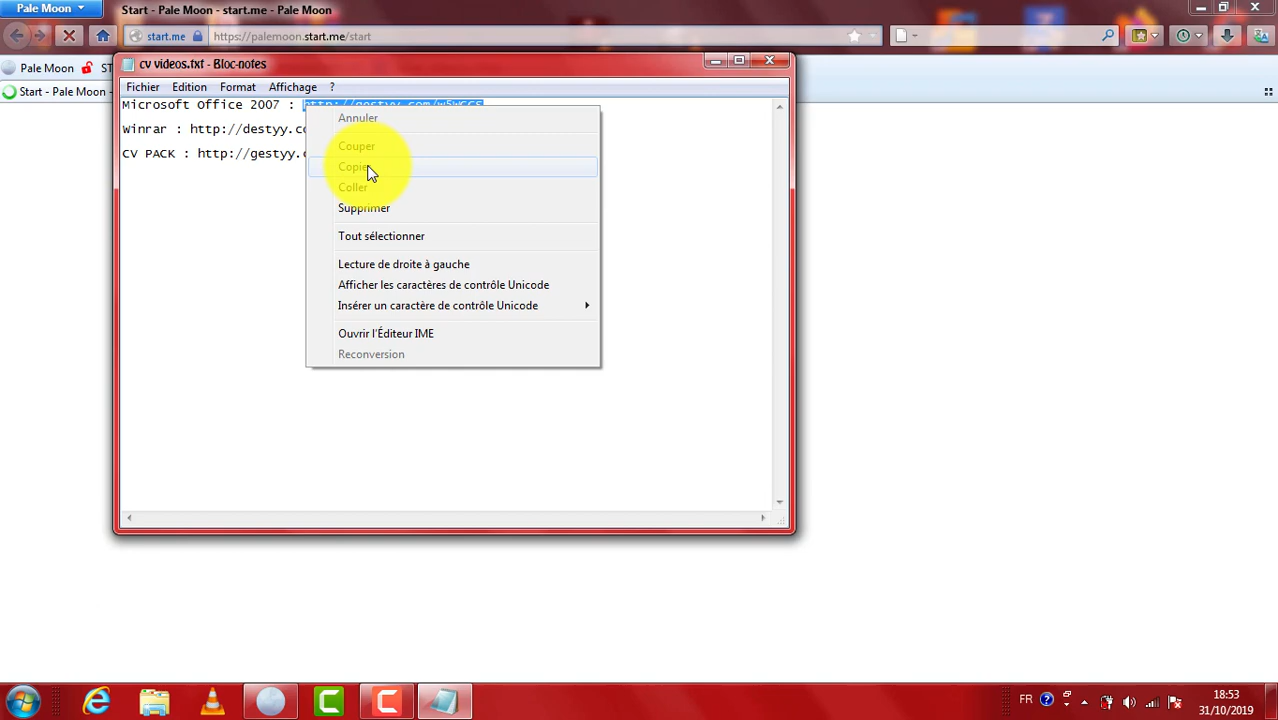 Pale Moon
Start - Pale Moon - start.me - Pale Moon
start.me
https://palemoon.start.me/start
Pale Moon
Start - Pale Moon -
cv videos.txt - Bloc-notes
Fichier Edition Format Affichage ?
Microsoft Office 2007 :
Winrar : http://destyy.co
CV PACK : http://gestyy.c
Annuler
Couper
Copier
Coller
Supprimer
Tout sélectionner
Lecture de droite à gauche
Afficher les caractères de contrôle Unicode
Insérer un caractère de contrôle Unicode
Ouvrir l'Éditeur IME
Reconversion
FR
18:53
31/10/2019